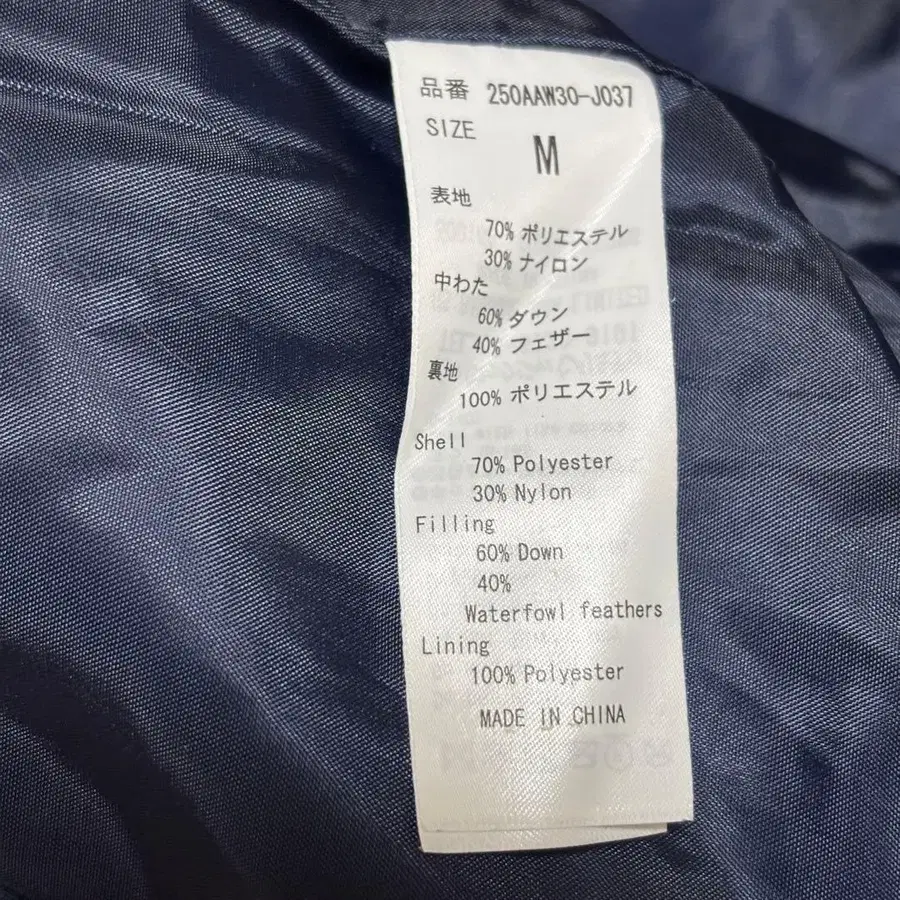 品番 250AAW30-J037
SIZE
M
表地
70% ポリエステル
30% ナイロン
中わた
60% ダウン
40% フェザー
裏地
100% ポリエステル
Shell
70% Polyester
30% Nylon
Filling
60% Down
40%
Waterfowl feathers
Lining
100% Polyester
MADE IN CHINA